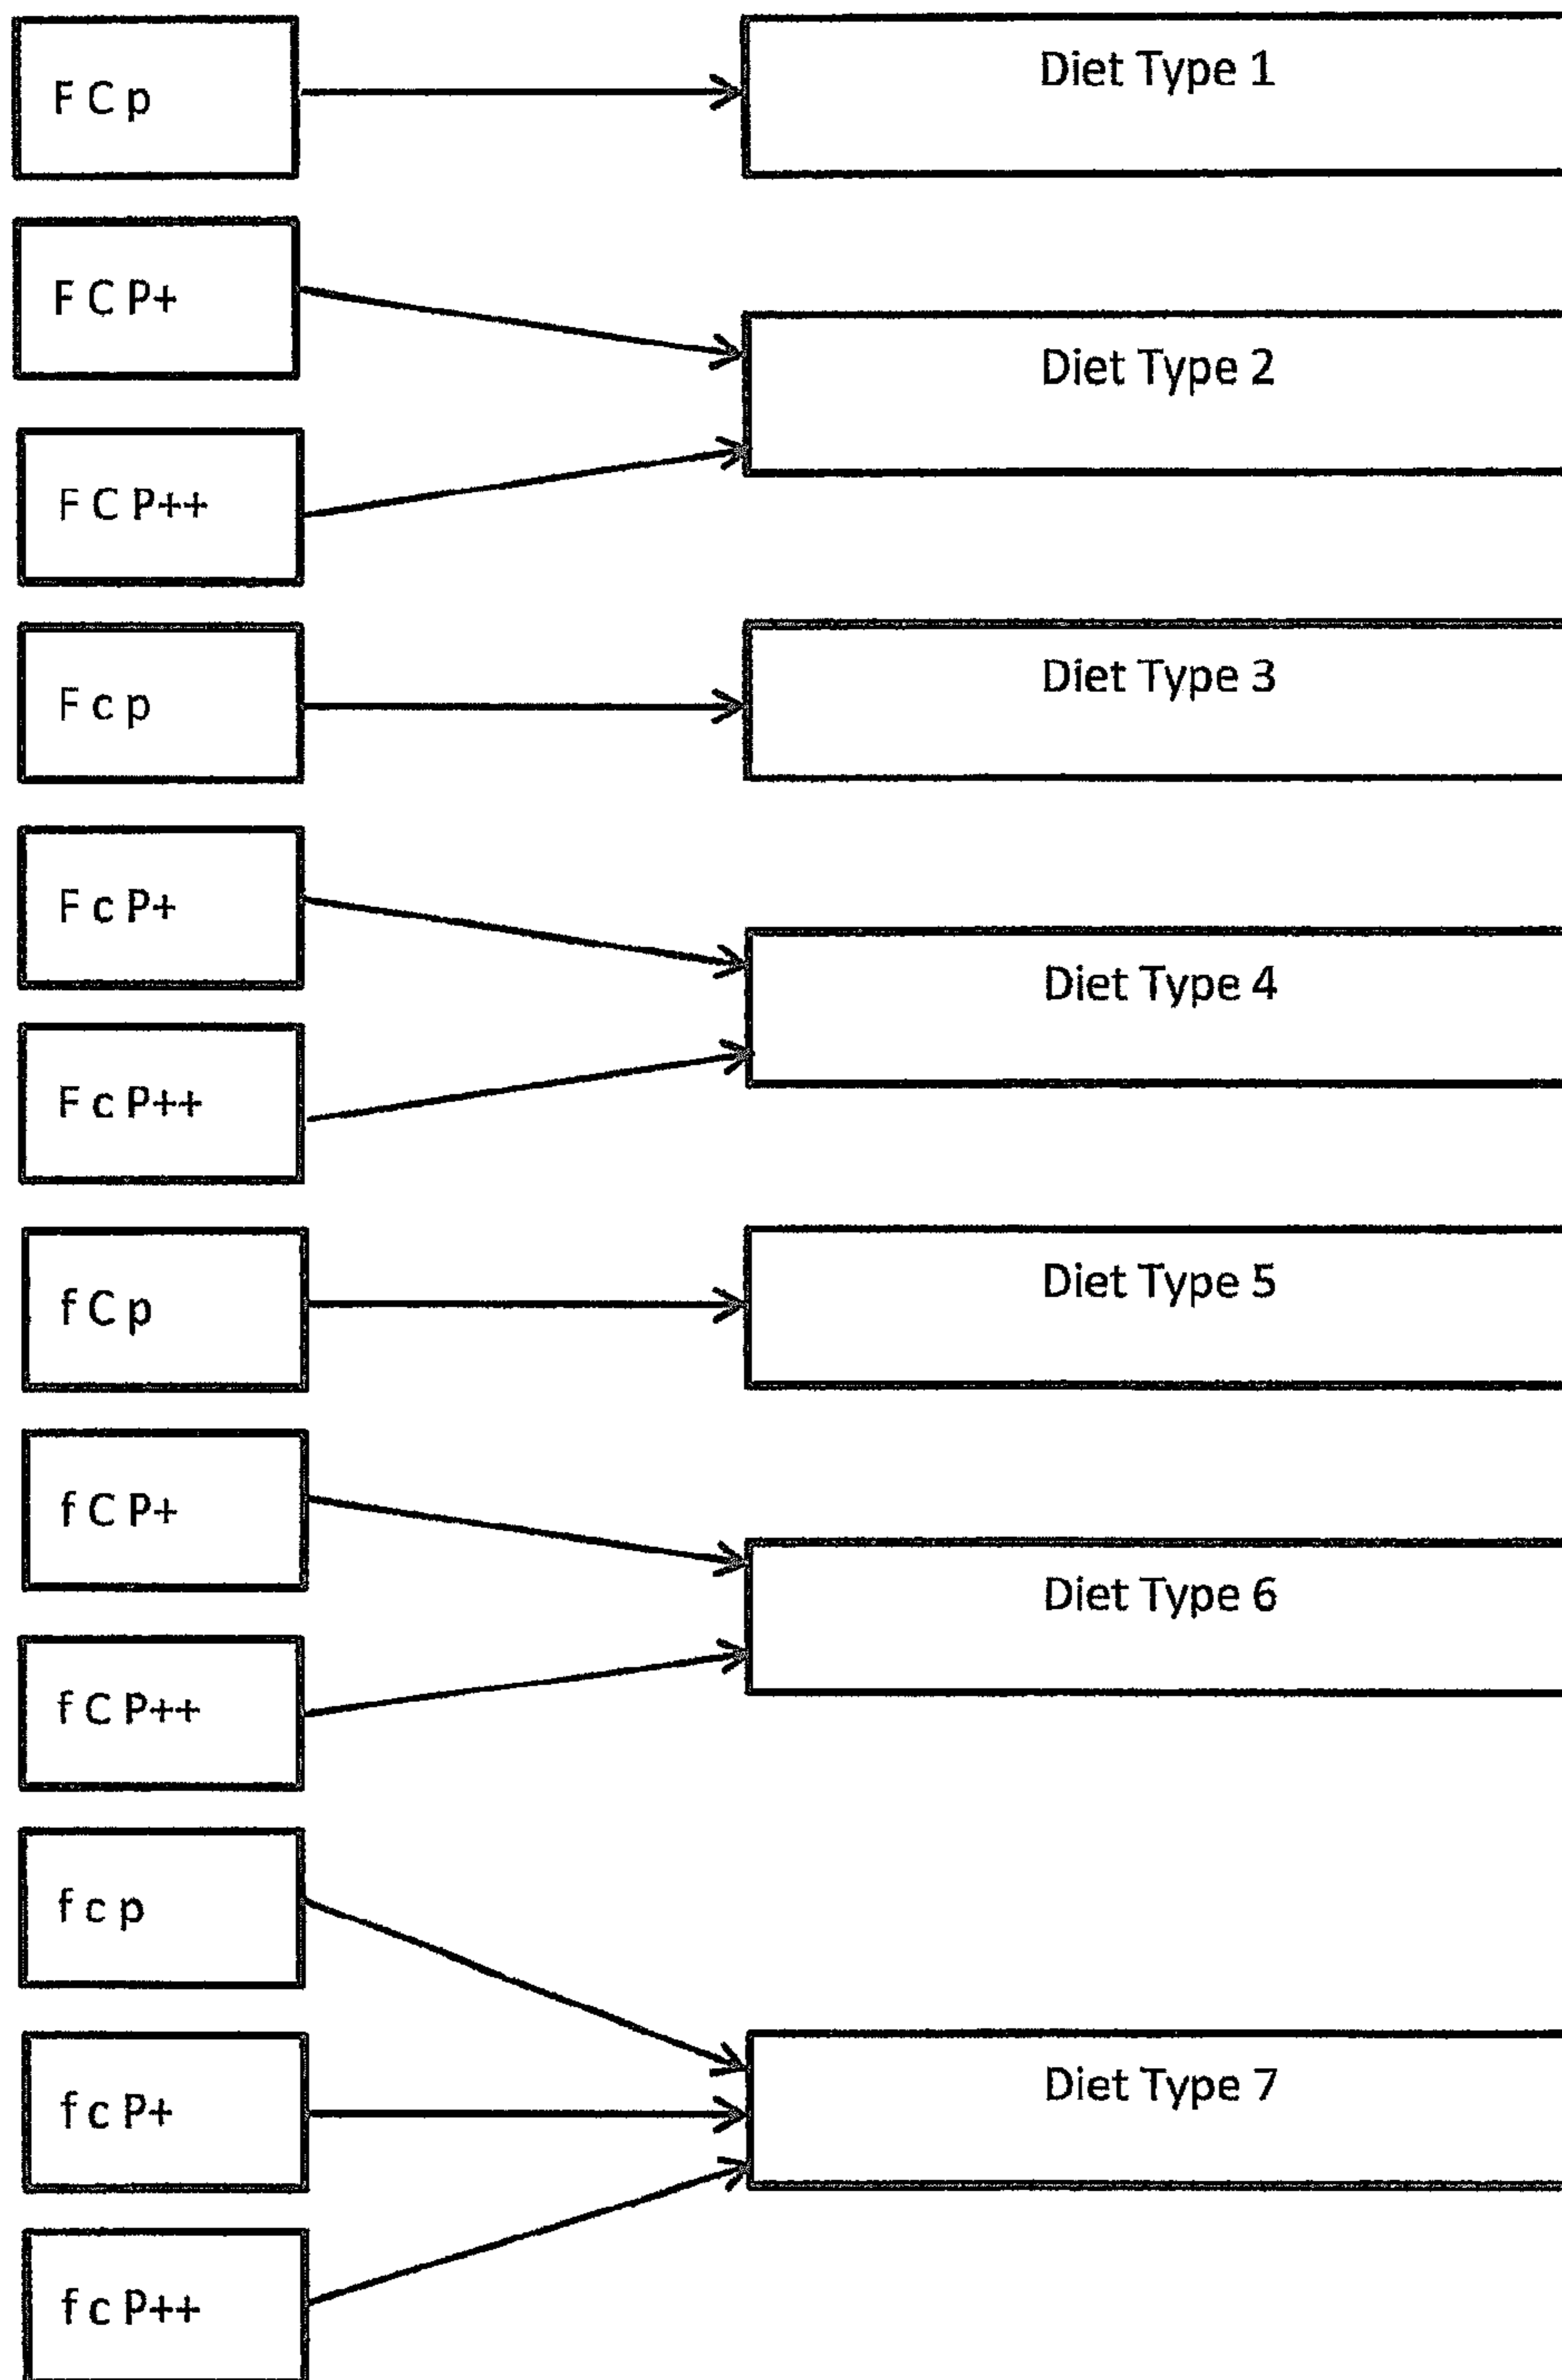 F C p
Diet Type 1
F C P+
Diet Type 2
F C P++
F c p
Diet Type 3
F c P+
Diet Type 4
F c P++
f C p
Diet Type 5
f C P+
Diet Type 6
f C P++
f c p
f c P+
Diet Type 7
f c P++